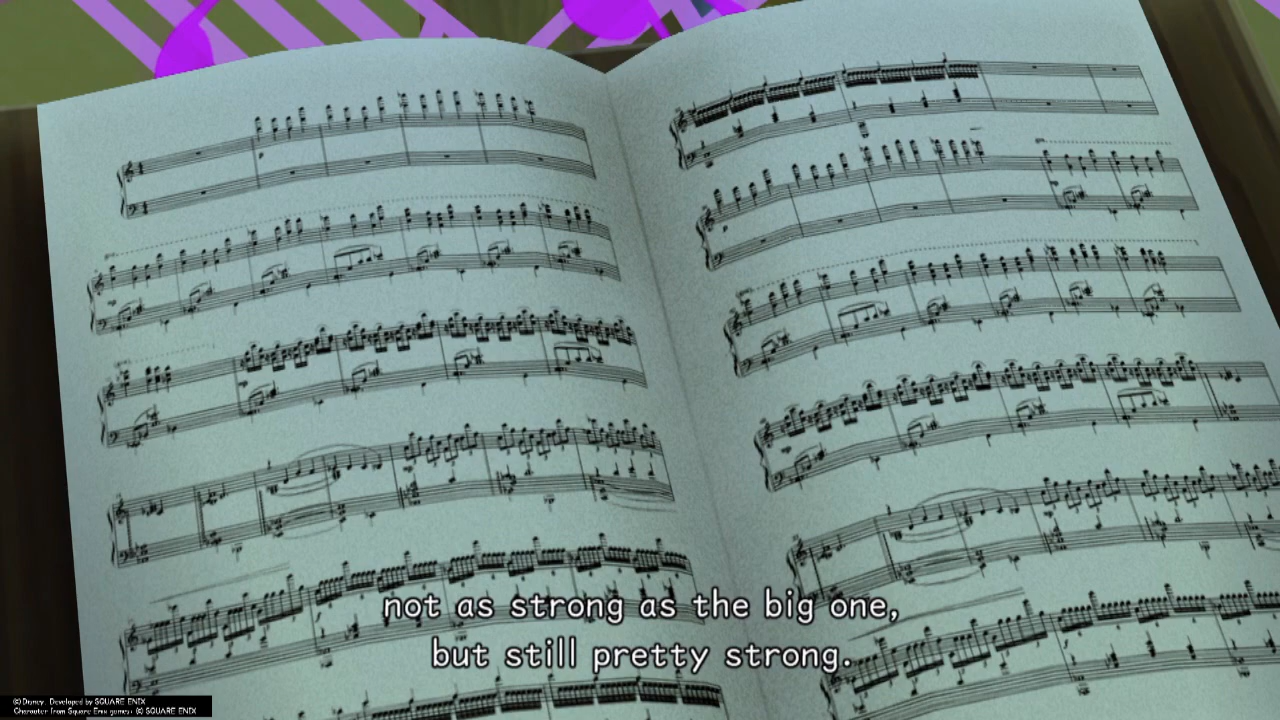 not as strong as the big one,
but still pretty strong.
© Disney. Developed by SQUARE ENIX
Character from Square Enix games: © SQUARE ENIX